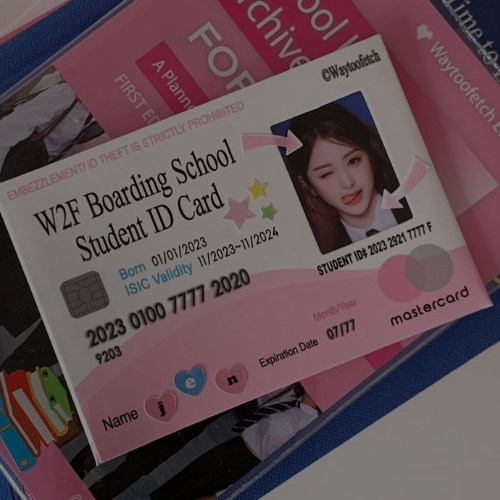 ool L
chive
FOR
A Plann
FIRST ED
time to
Waytoofetch.
©Waytoofetch
EMBEZZLEMENT/ ID THEFT IS STRICTLY PROHIBITED
W2F Boarding School
Student ID Card
Born 01/01/2023
ISIC Validity 11/2023~11/2024
2023 0100 7777 2020
9203
STUDENT ID# 2023 2921 7777 F
mastercard
Month/Year
Expiration Date 07/77
Name j e n